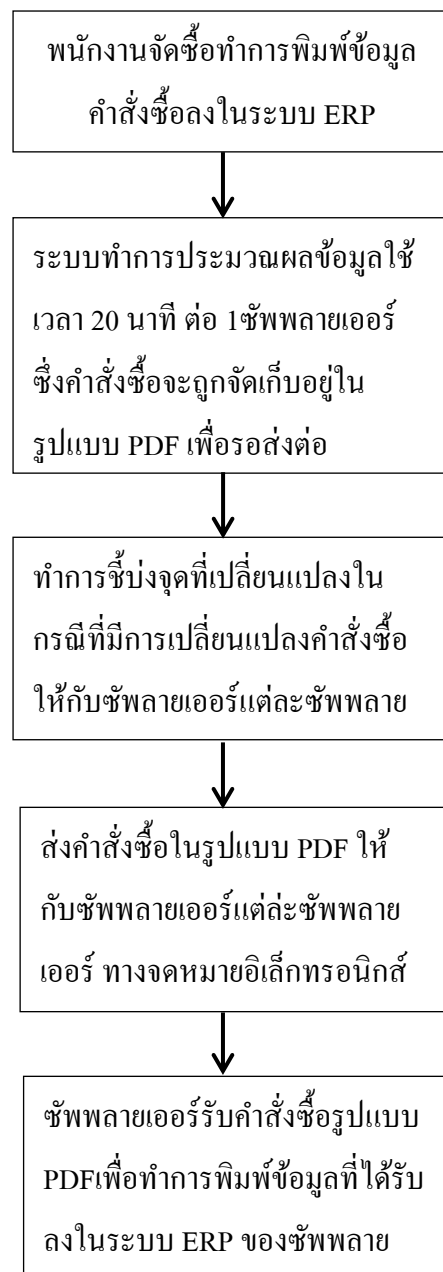 พนักงานจัดซื้อทำการพิมพ์ข้อมูล
คำสั่งซื้อลงในระบบ ERP
ระบบทำการประมวณผลข้อมูลใช้
เวลา 20 นาที ต่อ 1ซัพพลายเออร์
ซึ่งคำสั่งซื้อจะถูกจัดเก็บอยู่ใน
รูปแบบ PDF เพื่อรอส่งต่อ
ทำการชี้บ่งจุดที่เปลี่ยนแปลงใน
กรณีที่มีการเปลี่ยนแปลงคำสั่งซื้อ
ให้กับซัพลายเออร์แต่ละซัพพลาย
ส่งคำสั่งซื้อในรูปแบบ PDF ให้
กับซัพพลายเออร์แต่ล่ะซัพพลาย
เออร์ ทางจดหมายอิเล็กทรอนิกส์
ซัพพลายเออร์รับคำสั่งซื้อรูปแบบ
PDFเพื่อทำการพิมพ์ข้อมูลที่ได้รับ
ลงในระบบ ERP ของซัพพลาย